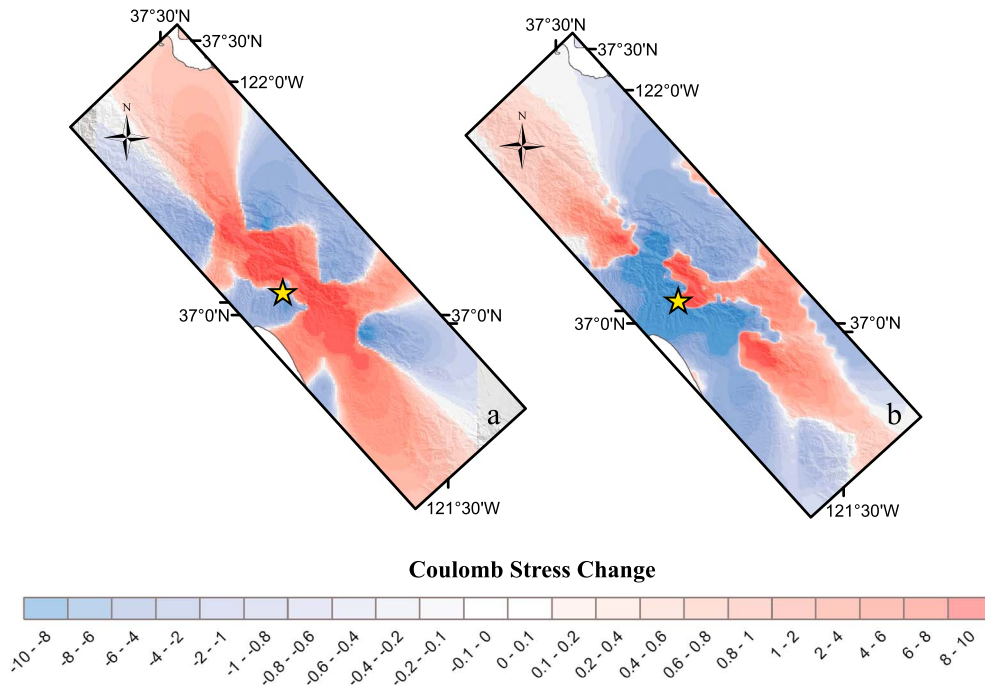 37°30'N
37°30'N
122°0'W
N
37°0'N
37°0'N
a
121°30'W
37°30'N
37°30'N
122°0'W
N
37°0'N
37°0'N
b
121°30'W
Coulomb Stress Change
-10 - -8
-8 - -6
-6 - -4
-4 - -2
-2 - -1
-1 - -0.8
-0.8 - -0.6
-0.6 - -0.4
-0.4 - -0.2
-0.2 - -0.1
-0.1 - 0
0 - 0.1
0.1 - 0.2
0.2 - 0.4
0.4 - 0.6
0.6 - 0.8
0.8 - 1
1 - 2
2 - 4
4 - 6
6 - 8
8 - 10